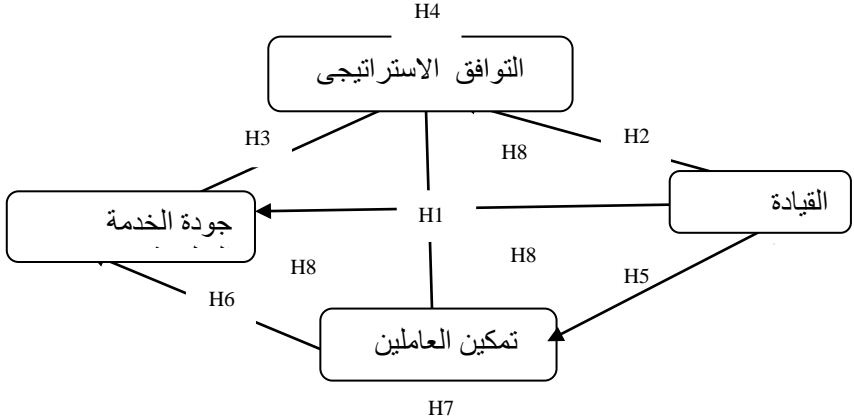 H4
التوافق الاستراتيجى
H3
H8
H2
القيادة
جودة الخدمة
H1
H8
H8
H5
H6
تمكين العاملين
H7